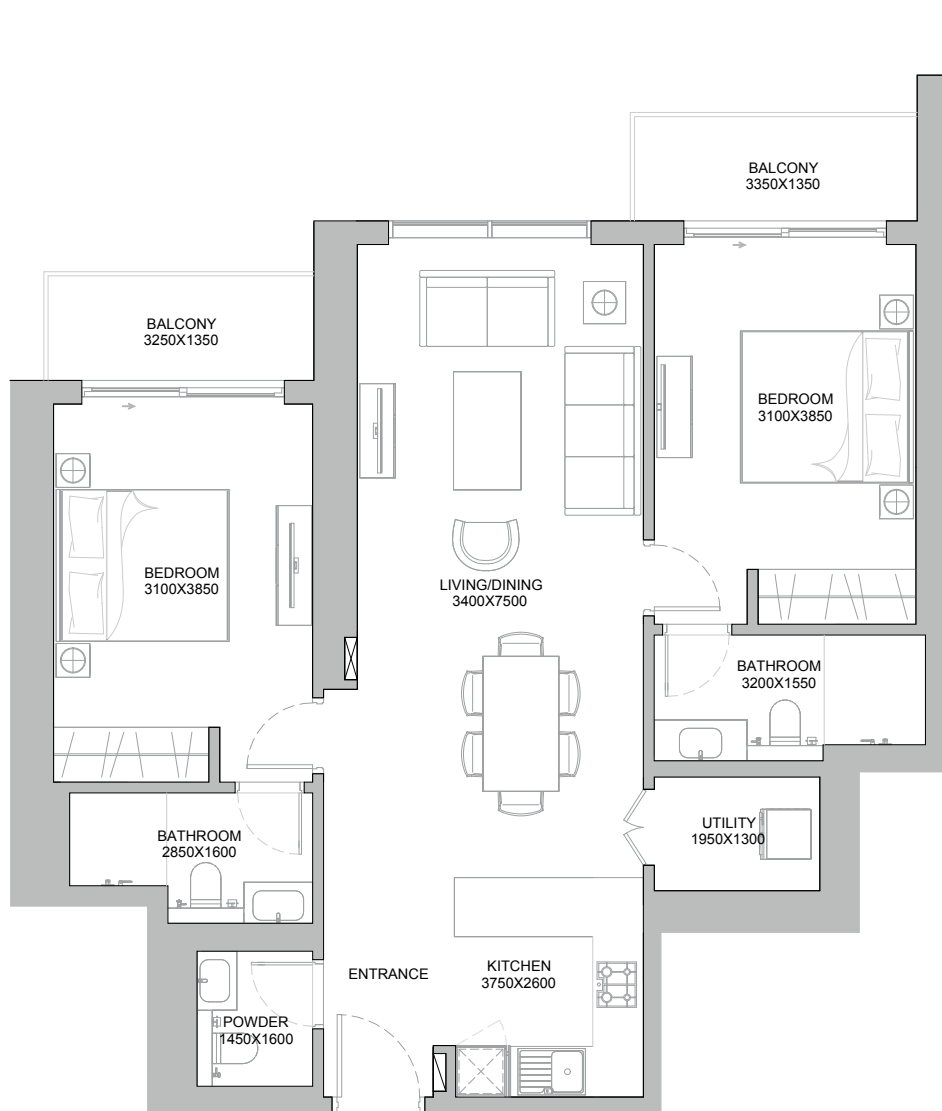 BALCONY
3350X1350
BALCONY
3250X1350
BEDROOM
3100X3850
BEDROOM
3100X3850
LIVING/DINING
3400X7500
BATHROOM
3200X1550
UTILITY
1950X1300
BATHROOM
2850X1600
ENTRANCE
KITCHEN
3750X2600
POWDER
1450X1600